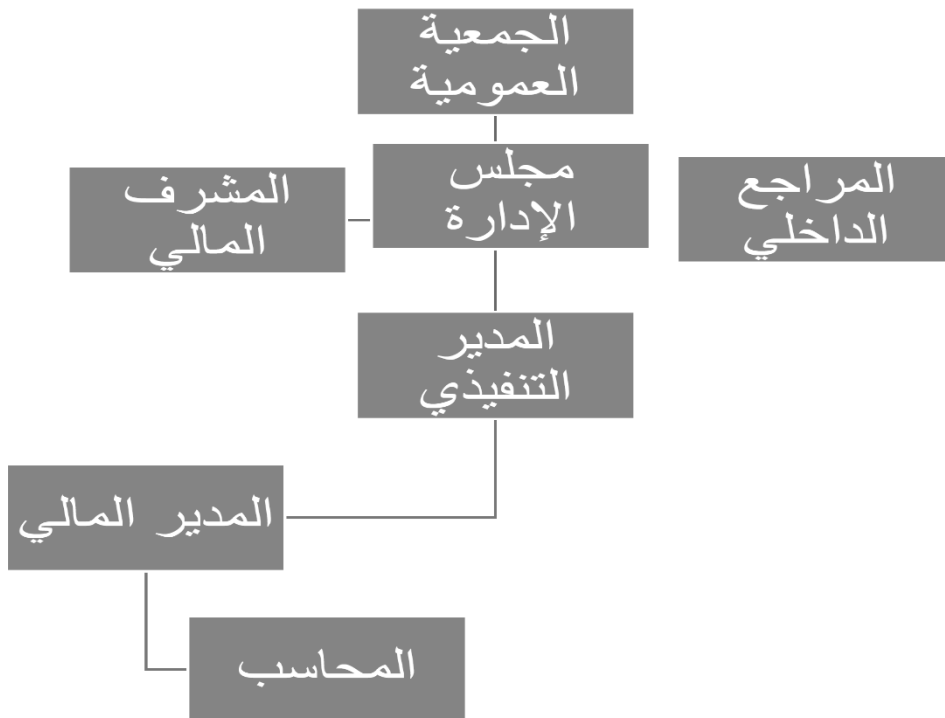 الجمعية
العمومية
المراجع
الداخلي
مجلس
الإدارة
المشرف
المالي
المدير
التنفيذي
المدير المالي
المحاسب